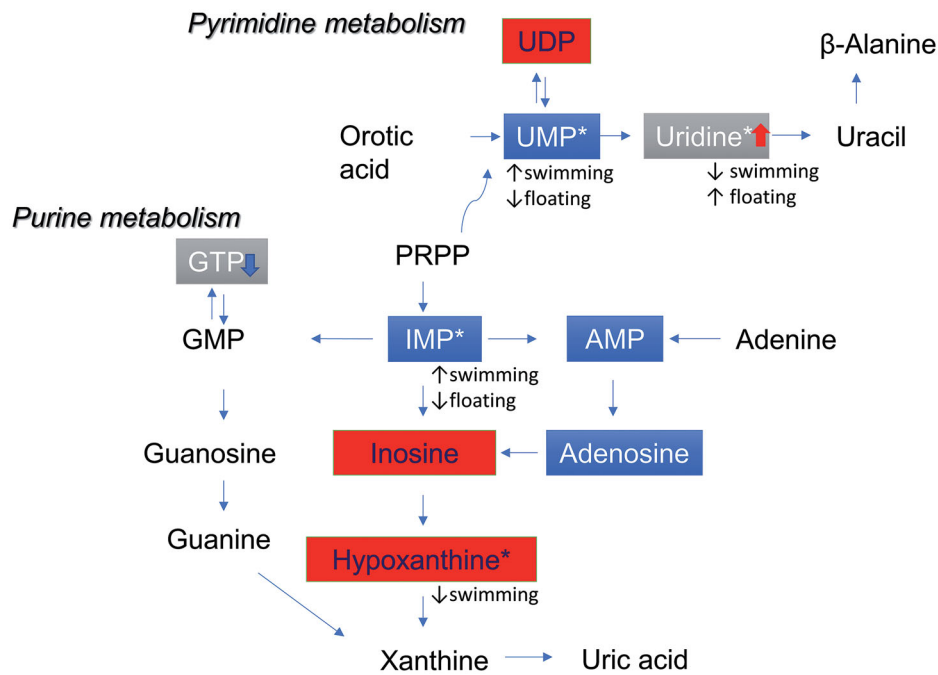 Pyrimidine metabolism
UDP
β-Alanine
Orotic
acid
UMP*
Uridine*
Uracil
↑swimming
↓floating
↓ swimming
↑ floating
Purine metabolism
GTP
PRPP
GMP
IMP*
AMP
Adenine
↑swimming
↓floating
Guanosine
Inosine
Adenosine
Guanine
Hypoxanthine*
↓swimming
Xanthine
Uric acid